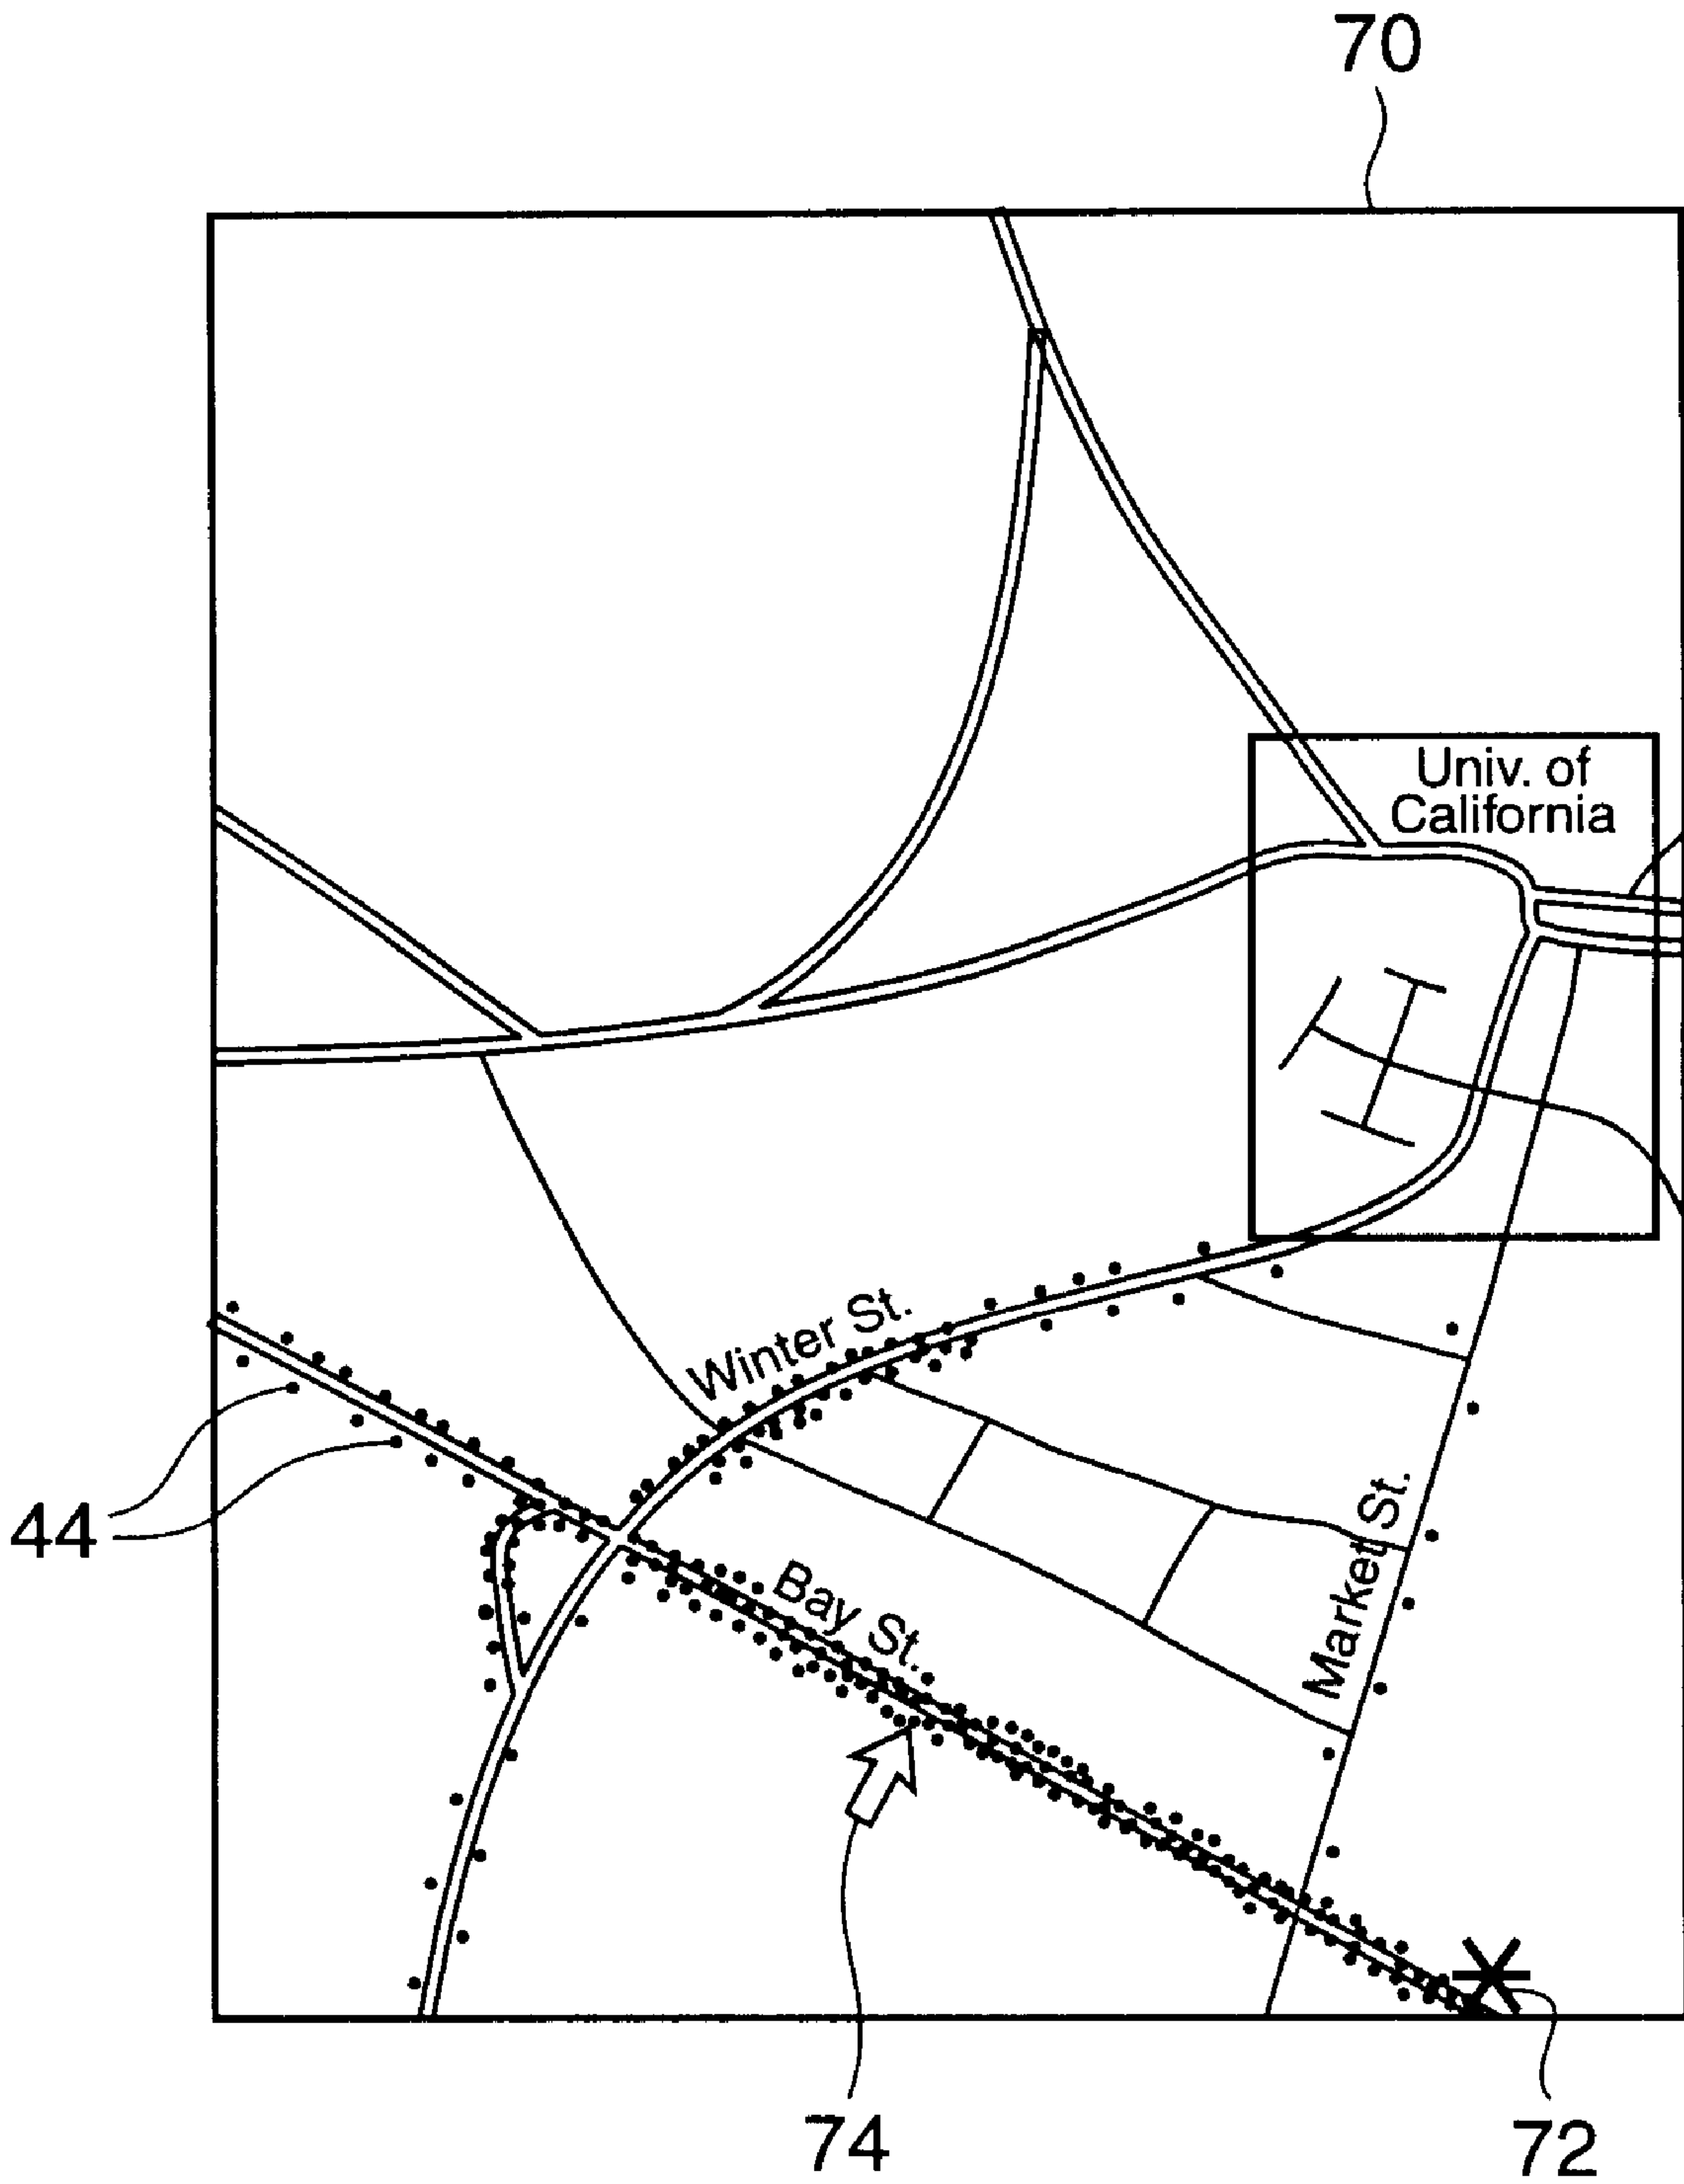 70
Univ. of
California
Winter St.
44
Bay St.
Market St.
74
72